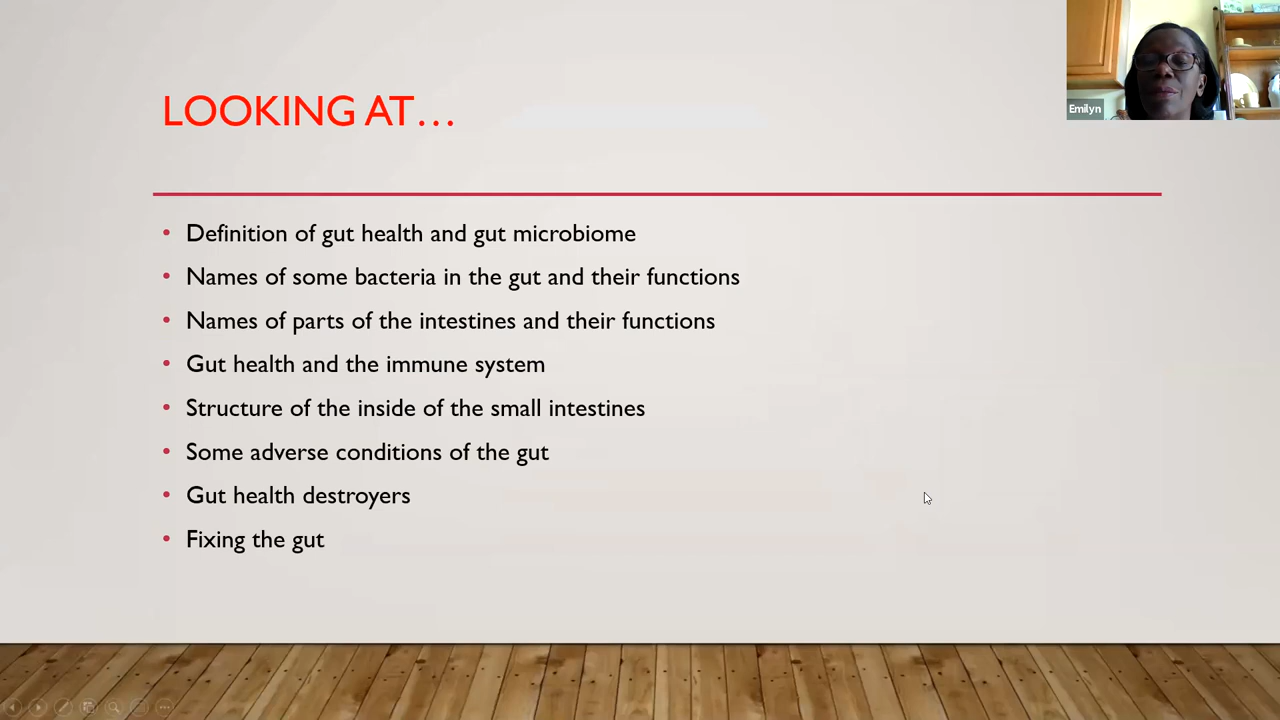 LOOKING AT…
Emilyn
• Definition of gut health and gut microbiome
• Names of some bacteria in the gut and their functions
• Names of parts of the intestines and their functions
• Gut health and the immune system
• Structure of the inside of the small intestines
• Some adverse conditions of the gut
• Gut health destroyers
• Fixing the gut